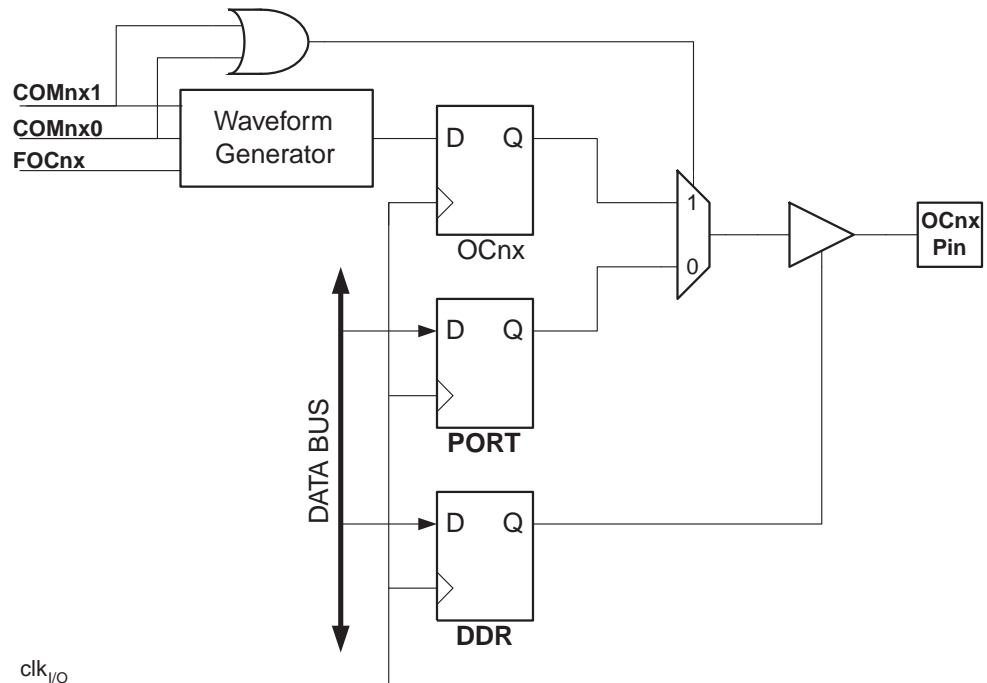 COMnx1
COMnx0
FOCnx
Waveform
Generator
D Q
OCnx
1
0
OCnx
Pin
D Q
PORT
DATA BUS
D Q
DDR
clkI/O